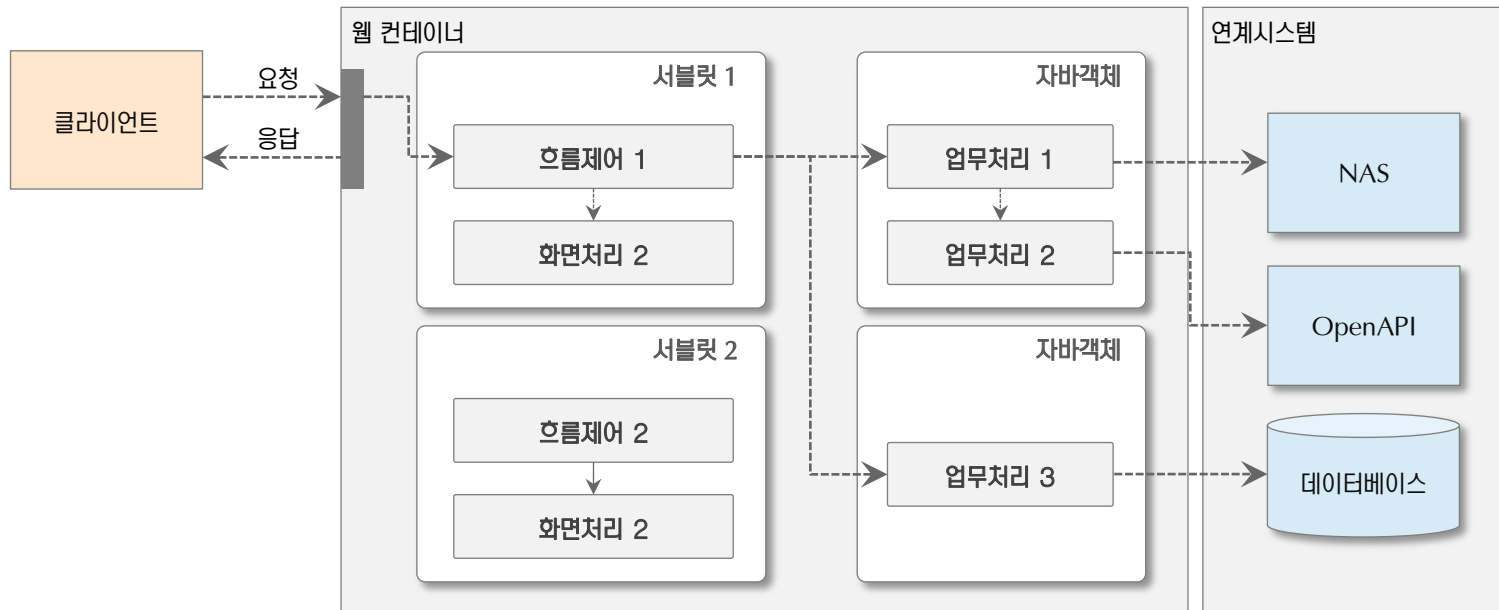 웹 컨테이너
연계시스템
클라이언트
요청
응답
서블릿 1
흐름제어 1
화면처리 2
자바객체
업무처리 1
업무처리 2
서블릿 2
흐름제어 2
화면처리 2
자바객체
업무처리 3
NAS
OpenAPI
데이터베이스